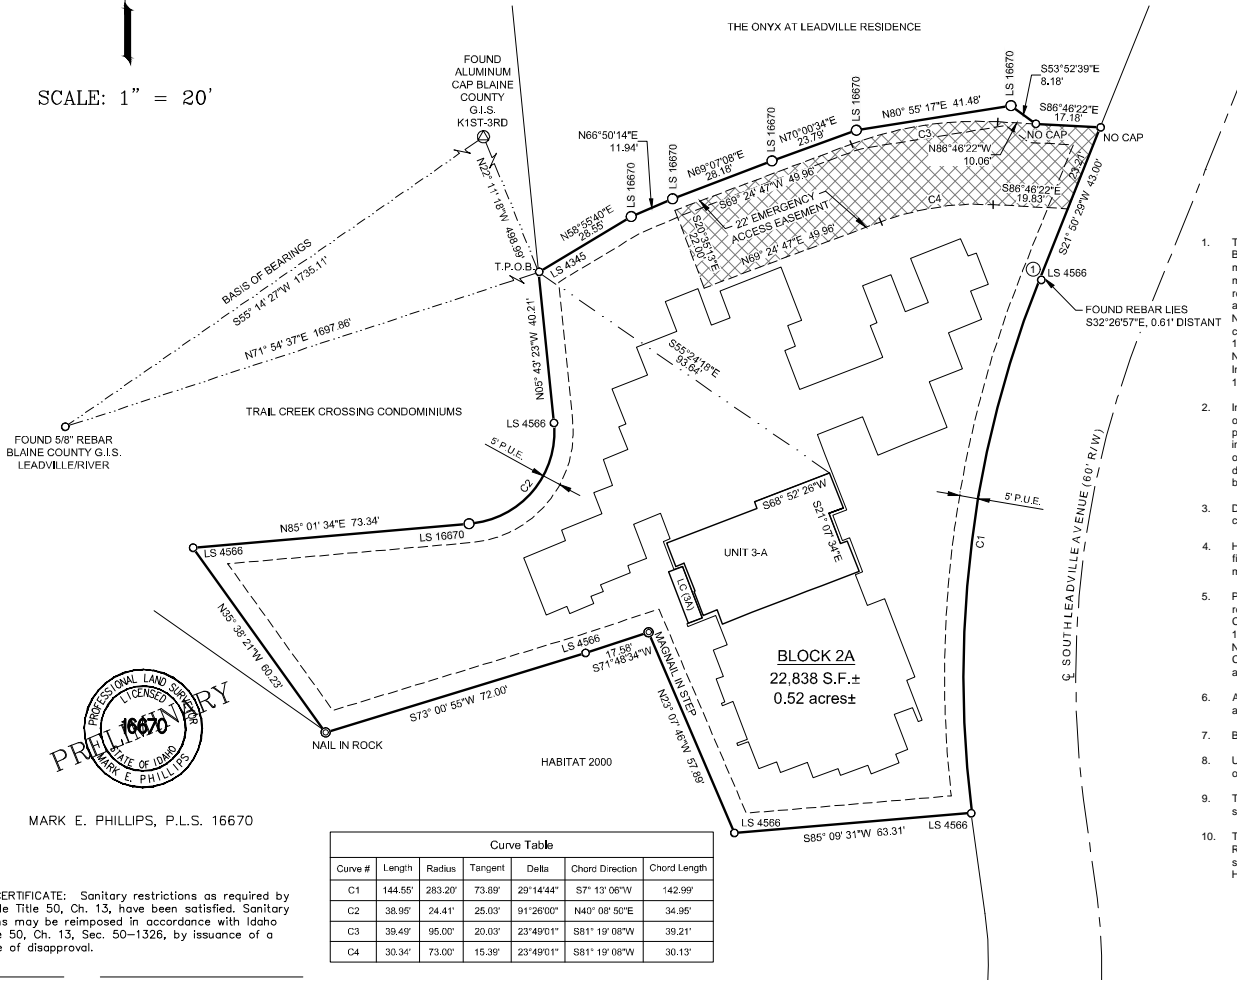 THE ONYX AT LEADVILLE RESIDENCE
SCALE: 1" = 20'
FOUND
ALUMINUM
CAP BLAINE
COUNTY
G.I.S.
K1ST-3RD
N66°50'14"E
11.94'
LS 16670
LS 16670
LS 16670
LS 16670
LS 16670
N58°55'40"E
28.55'
N69°07'08"E
28.18'
N70°00'34"E
23.79'
N80° 55' 17"E 41.48'
S53°52'39"E
8.18'
S86°46'22"E
17.18'
NO CAP
NO CAP
C3
N86°46'22"W
10.06'
23.21'
S86°46'22"E
19.83'
C4
S21° 50' 29"W 43.00'
S69° 24' 47"W 49.96'
22' EMERGENCY
ACCESS EASEMENT
N69° 24' 47"E 49.96'
S20°35'13"E
22.00'
N22° 11' 18"W 498.99'
T.P.O.B.
LS 4345
BASIS OF BEARINGS
S55° 14' 27"W 1735.11'
N71° 54' 37"E 1697.86'
1
LS 4566
FOUND REBAR LIES
S32°26'57"E, 0.61' DISTANT
N05° 43' 23"W 40.21'
S55°24'18"E
93.64'
TRAIL CREEK CROSSING CONDOMINIUMS
LS 4566
FOUND 5/8" REBAR
BLAINE COUNTY G.I.S.
LEADVILLE/RIVER
5' P.U.E.
C2
N85° 01' 34"E 73.34'
LS 16670
LS 4566
S68° 52' 26"W
S21° 07' 34"E
UNIT 3-A
LC (3A)
5' P.U.E.
C1
℄ SOUTH LEADVILLE AVENUE (60' R/W)
N35° 38' 21"W 60.23'
LS 4566
17.58'
S71°48'34"W
MAGNAIL IN STEP
S73° 00' 55"W 72.00'
NAIL IN ROCK
N23° 07' 46"W 57.89'
BLOCK 2A
22,838 S.F.±
0.52 acres±
HABITAT 2000
LS 4566
S85° 09' 31"W 63.31'
LS 4566
PROFESSIONAL LAND SURVEYOR
LICENSED
16670
STATE OF IDAHO
MARK E. PHILLIPS
PRELIMINARY
MARK E. PHILLIPS, P.L.S. 16670
Curve Table
Curve # Length Radius Tangent Delta Chord Direction Chord Length
C1 144.55' 283.20' 73.89' 29°14'44" S7° 13' 06"W 142.99'
C2 38.95' 24.41' 25.03' 91°26'00" N40° 08' 50"E 34.95'
C3 39.49' 95.00' 20.03' 23°49'01" S81° 19' 08"W 39.21'
C4 30.34' 73.00' 15.39' 23°49'01" S81° 19' 08"W 30.13'
CERTIFICATE: Sanitary restrictions as required by
Title 50, Ch. 13, have been satisfied. Sanitary
may be reimposed in accordance with Idaho
50, Ch. 13, Sec. 50-1326, by issuance of a
of disapproval.
1.
2.
3.
4.
5.
6.
7.
8.
9.
10.